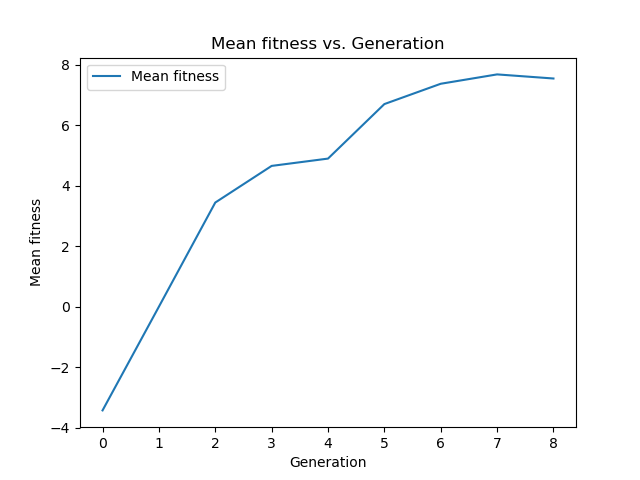 Mean fitness vs. Generation
Mean fitness
8
6
4
2
0
−2
−4
Mean fitness
0 1 2 3 4 5 6 7 8
Generation